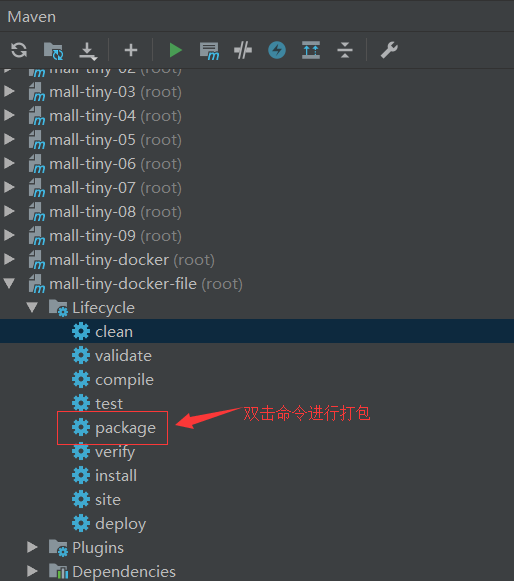 Maven
mall-tiny-02 (root)
mall-tiny-03 (root)
mall-tiny-04 (root)
mall-tiny-05 (root)
mall-tiny-06 (root)
mall-tiny-07 (root)
mall-tiny-08 (root)
mall-tiny-09 (root)
mall-tiny-docker (root)
mall-tiny-docker-file (root)
Lifecycle
clean
validate
compile
test
package 双击命令进行打包
verify
install
site
deploy
Plugins
Dependencies